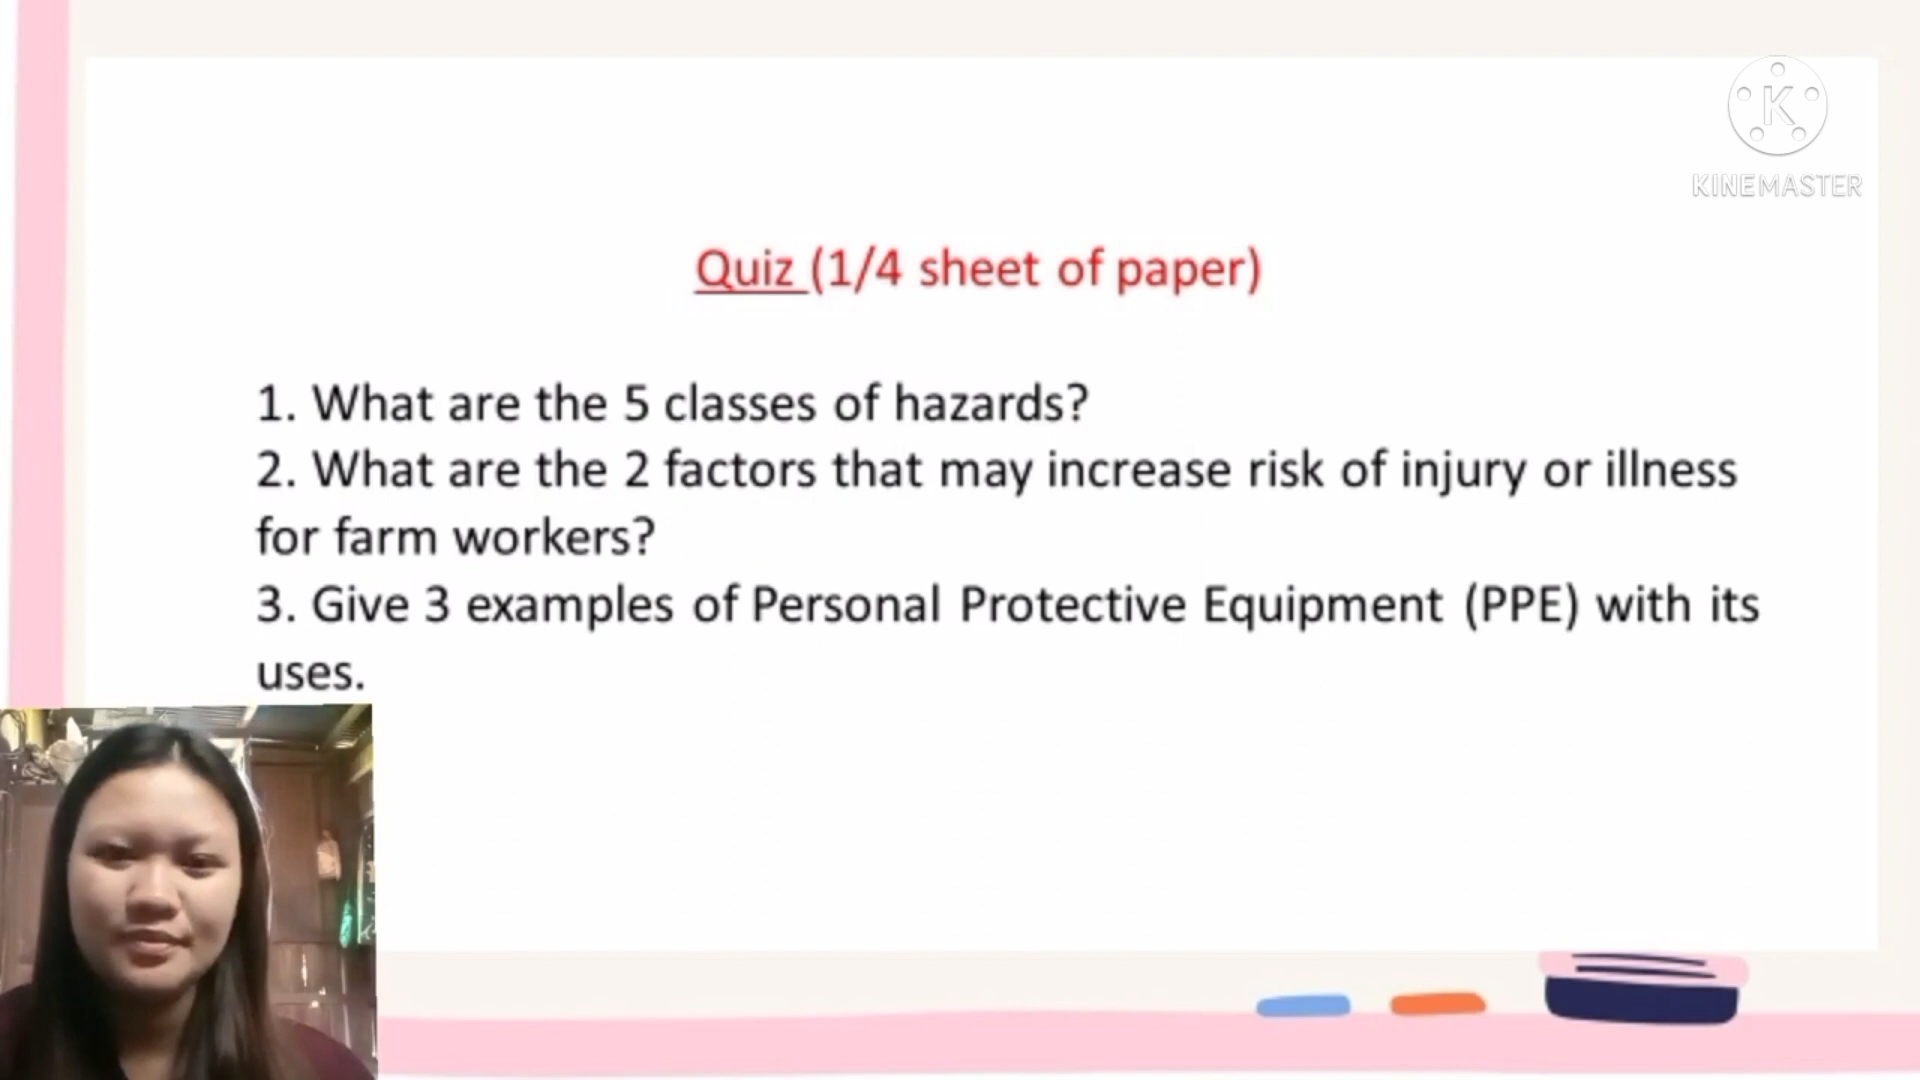 K
KINEMASTER
Quiz (1/4 sheet of paper)
1. What are the 5 classes of hazards?
2. What are the 2 factors that may increase risk of injury or illness
for farm workers?
3. Give 3 examples of Personal Protective Equipment (PPE) with its
uses.